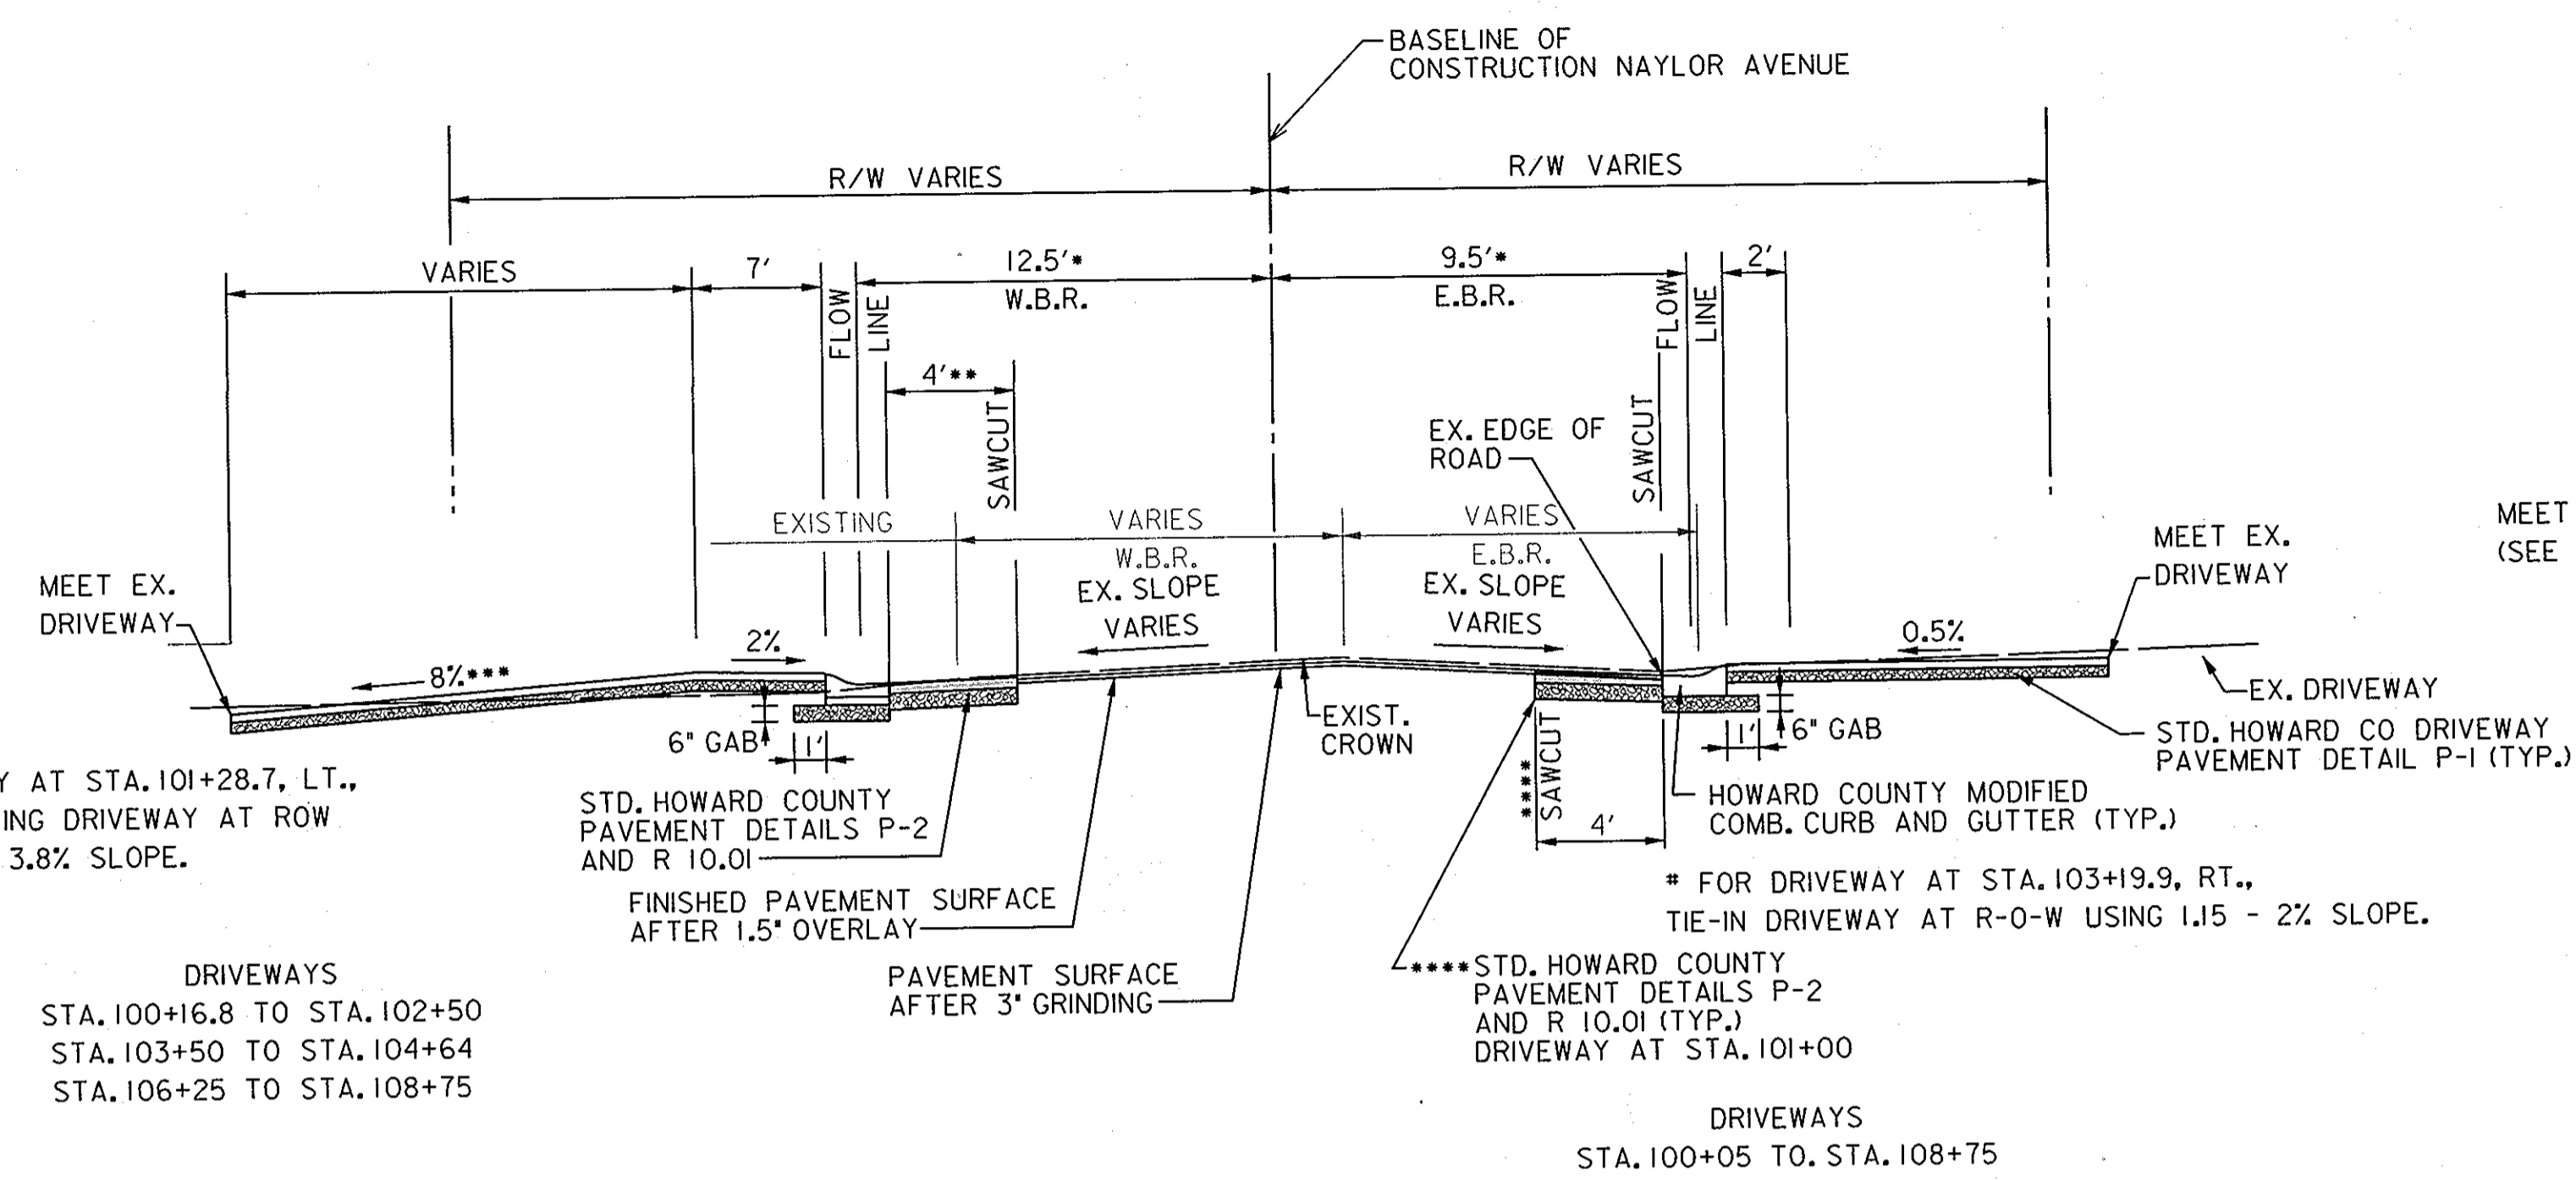 BASELINE OF
CONSTRUCTION NAYLOR AVENUE
R/W VARIES
R/W VARIES
VARIES
7'
12.5'*
W.B.R.
9.5'*
E.B.R.
2'
FLOW
LINE
FLOW
LINE
4'**
SAWCUT
SAWCUT
EX. EDGE OF
ROAD
EXISTING
VARIES
W.B.R.
VARIES
E.B.R.
EX. SLOPE
VARIES
EX. SLOPE
VARIES
MEET EX.
DRIVEWAY
MEET EX.
DRIVEWAY
MEET
(SEE
8%***
2%
0.5%
6" GAB
1'
EXIST.
CROWN
SAWCUT
*****
4'
1'
6" GAB
EX. DRIVEWAY
STD. HOWARD CO DRIVEWAY
PAVEMENT DETAIL P-1 (TYP.)
HOWARD COUNTY MODIFIED
COMB. CURB AND GUTTER (TYP.)
Y AT STA. 101+28.7, LT.,
ING DRIVEWAY AT ROW
3.8% SLOPE.
STD. HOWARD COUNTY
PAVEMENT DETAILS P-2
AND R 10.01
FINISHED PAVEMENT SURFACE
AFTER 1.5" OVERLAY
PAVEMENT SURFACE
AFTER 3" GRINDING
# FOR DRIVEWAY AT STA. 103+19.9, RT.,
TIE-IN DRIVEWAY AT R-O-W USING 1.15 - 2% SLOPE.
****STD. HOWARD COUNTY
PAVEMENT DETAILS P-2
AND R 10.01 (TYP.)
DRIVEWAY AT STA. 101+00
DRIVEWAYS
STA. 100+16.8 TO STA. 102+50
STA. 103+50 TO STA. 104+64
STA. 106+25 TO STA. 108+75
DRIVEWAYS
STA. 100+05 TO. STA. 108+75